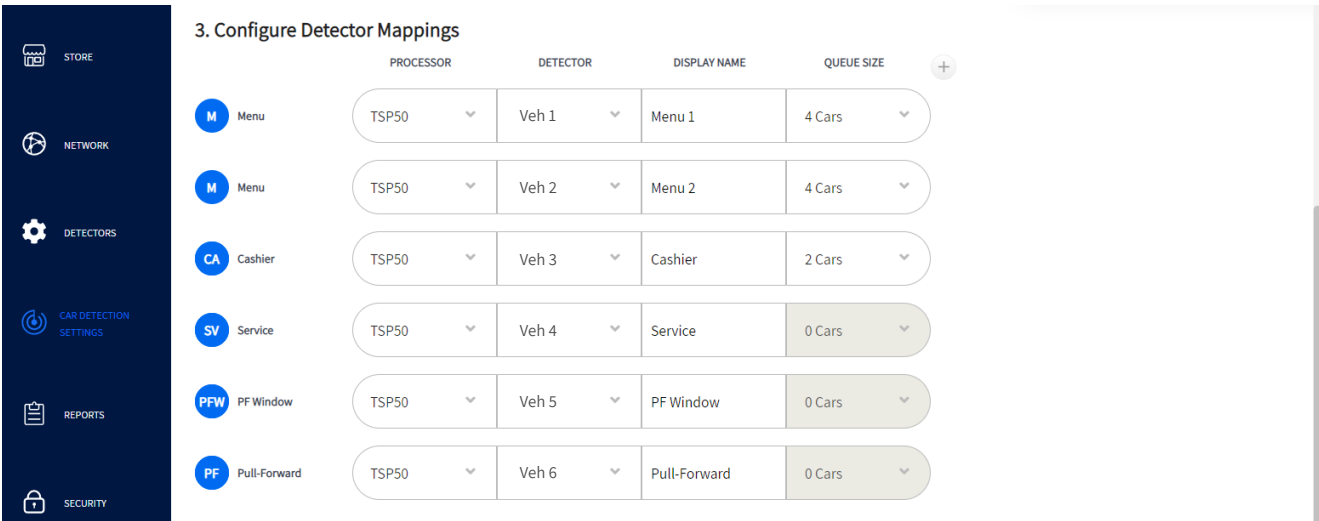 3. Configure Detector Mappings
PROCESSOR DETECTOR DISPLAY NAME QUEUE SIZE
STORE
M Menu TSP50 Veh 1 Menu 1 4 Cars
NETWORK
M Menu TSP50 Veh 2 Menu 2 4 Cars
DETECTORS
CA Cashier TSP50 Veh 3 Cashier 2 Cars
CAR DETECTION
SETTINGS
SV Service TSP50 Veh 4 Service 0 Cars
PFW PF Window TSP50 Veh 5 PF Window 0 Cars
REPORTS
PF Pull-Forward TSP50 Veh 6 Pull-Forward 0 Cars
SECURITY